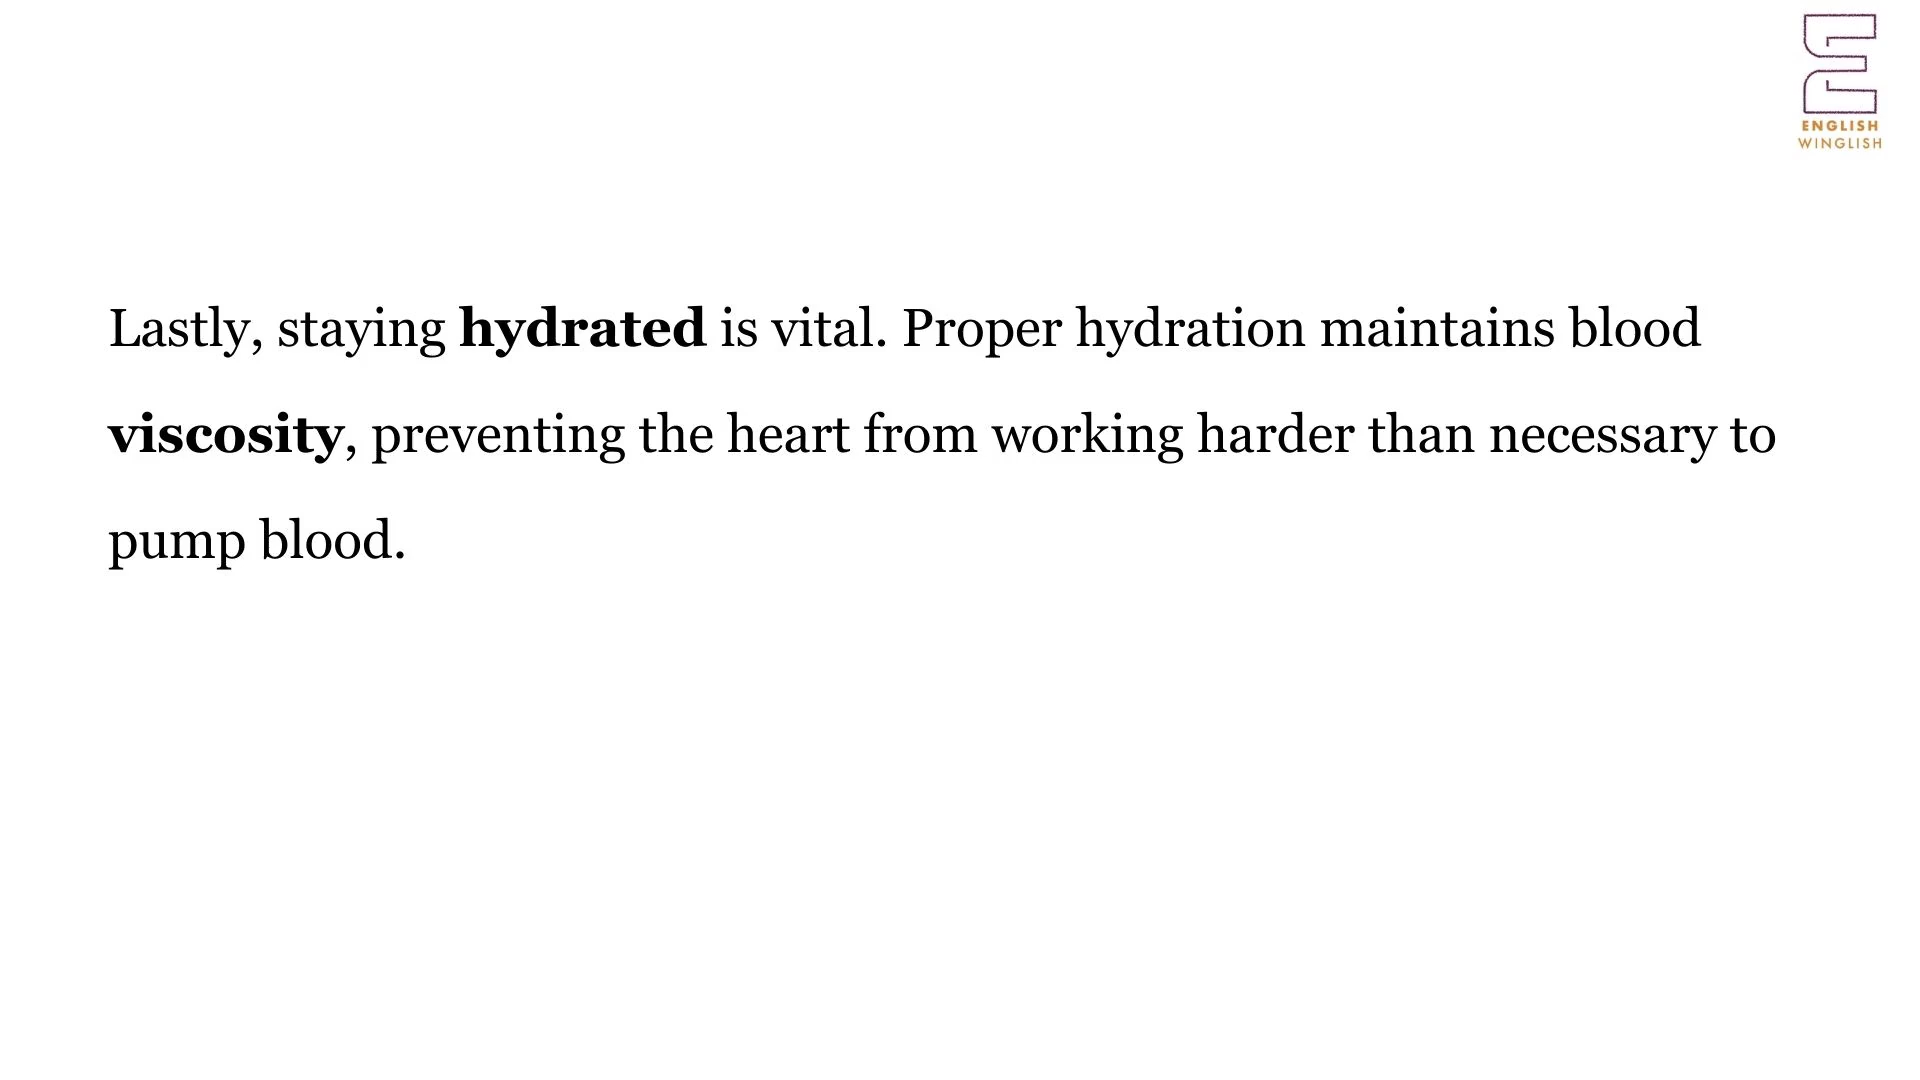 ENGLISH
WINGLISH
Lastly, staying hydrated is vital. Proper hydration maintains blood
viscosity, preventing the heart from working harder than necessary to
pump blood.